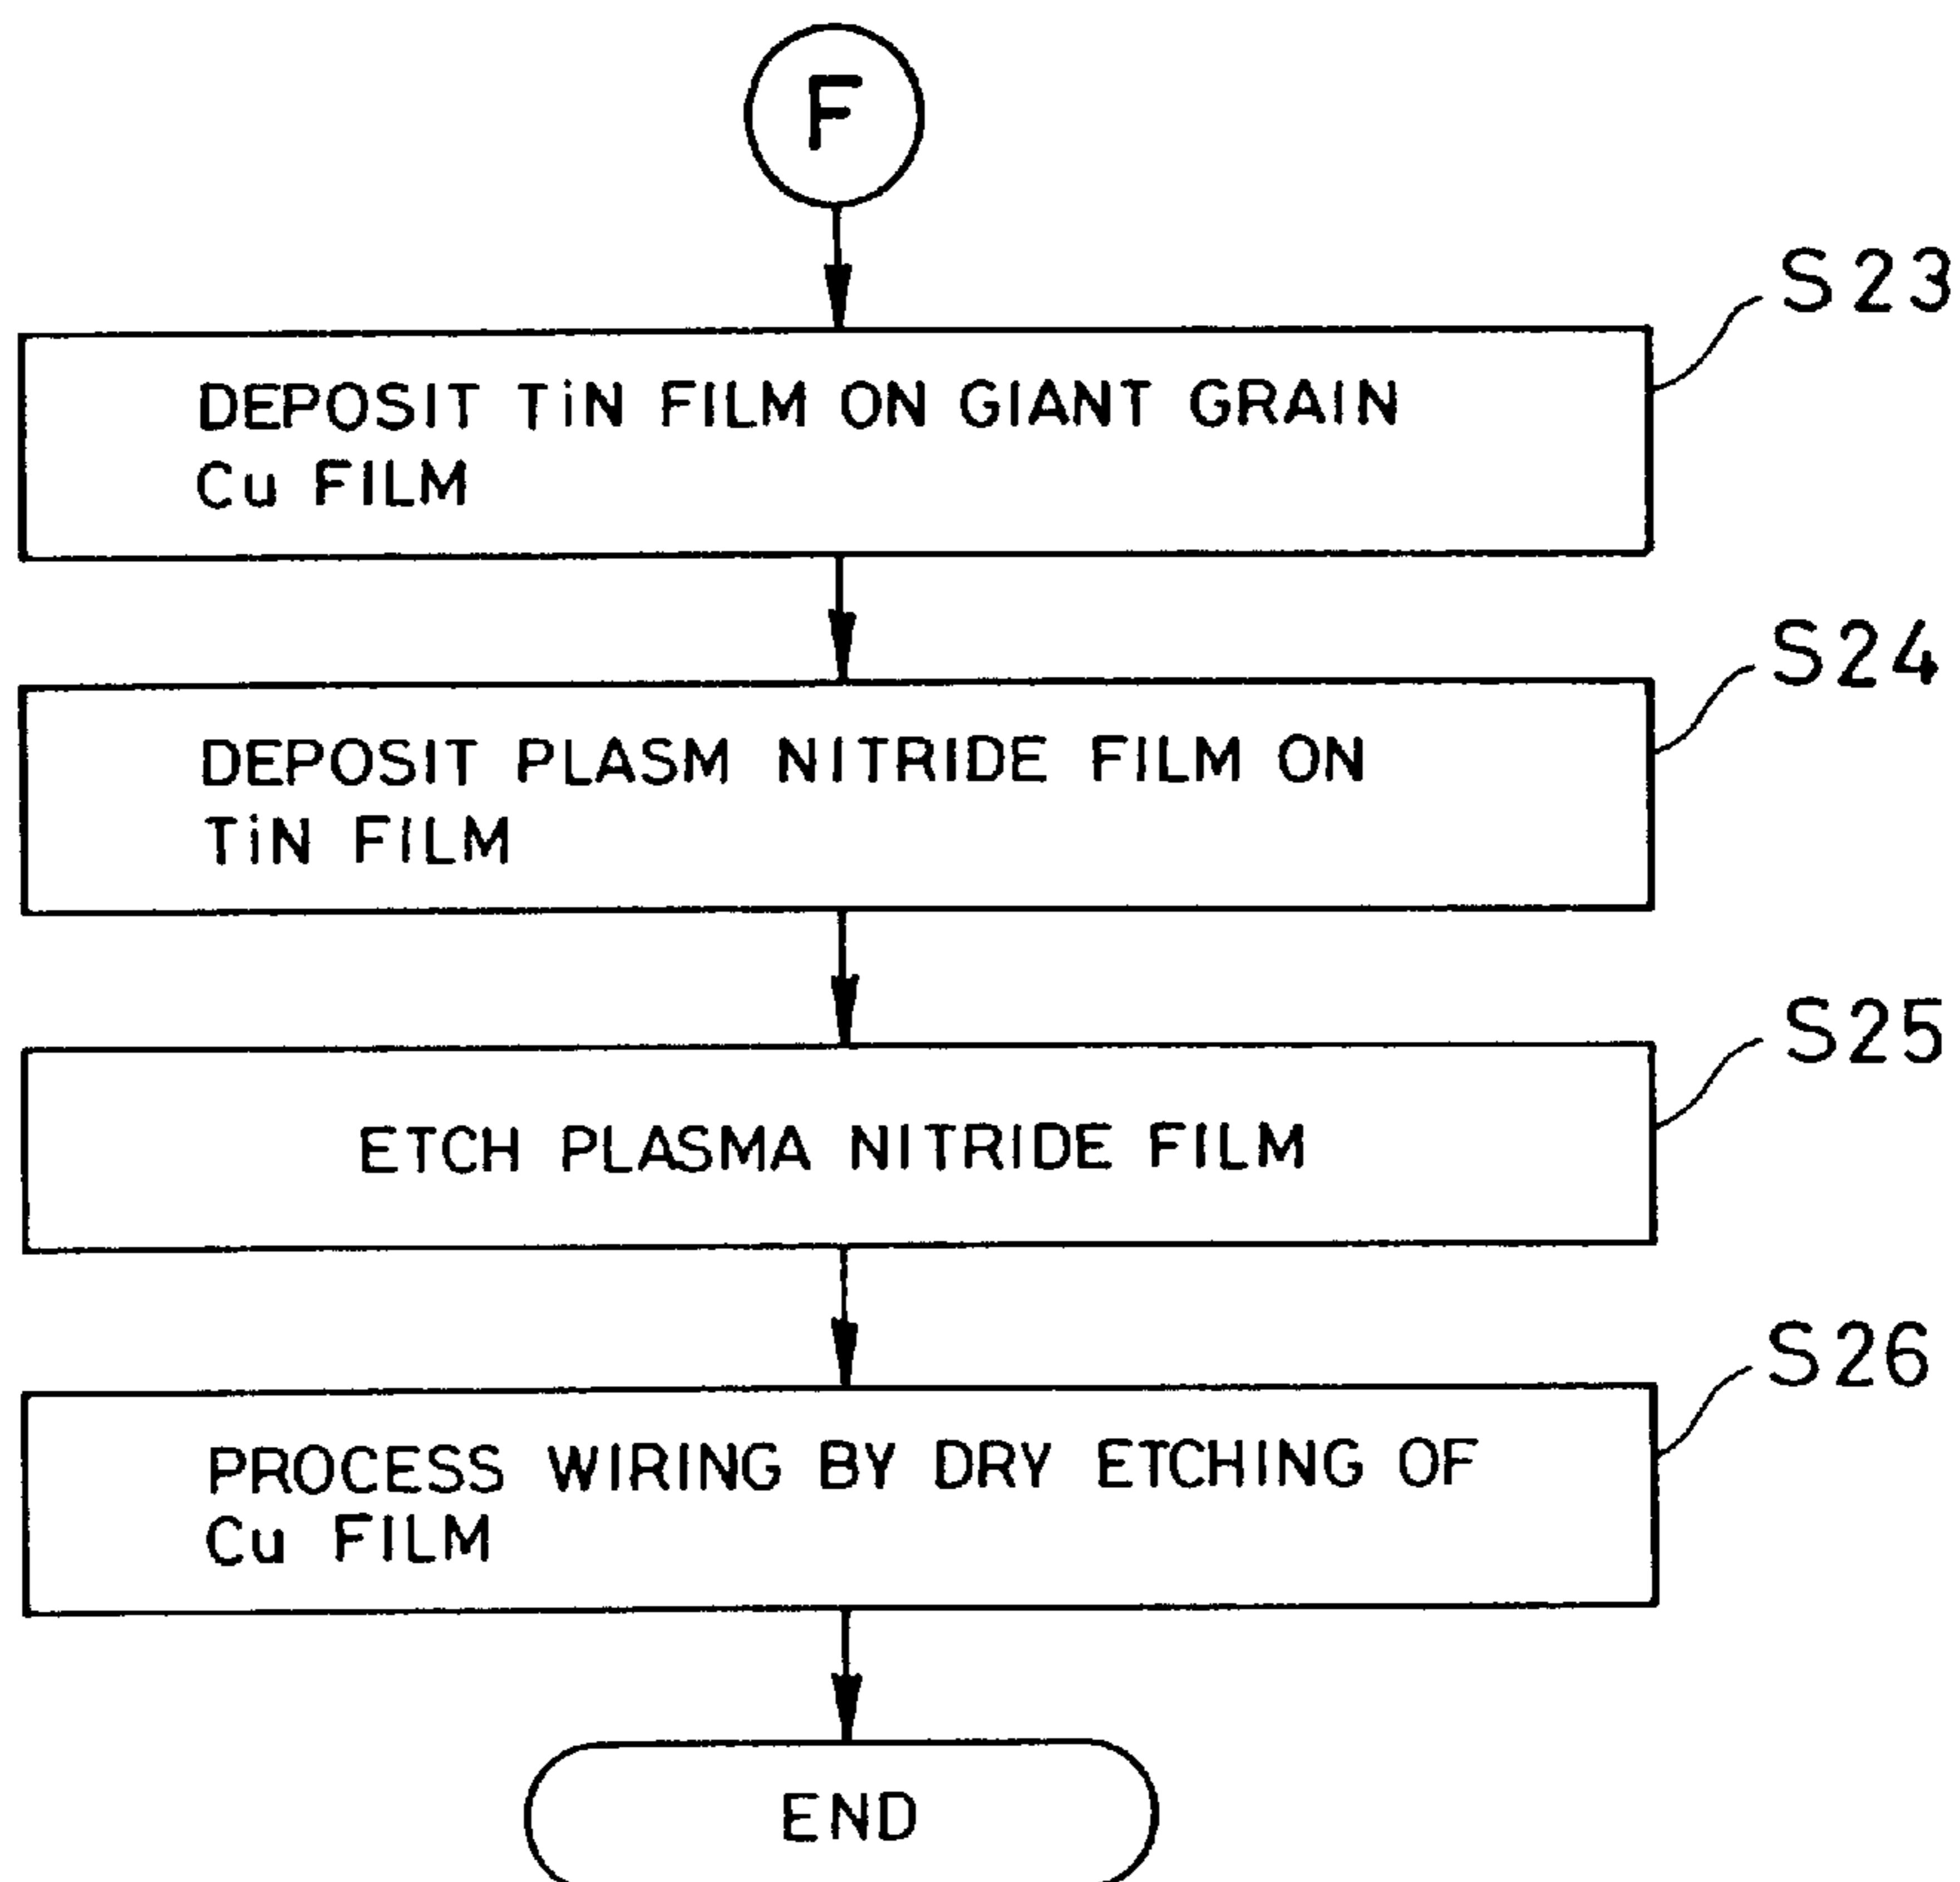 F
S23
DEPOSIT TiN FILM ON GIANT GRAIN
Cu FILM
S24
DEPOSIT PLASM NITRIDE FILM ON
TiN FILM
S25
ETCH PLASMA NITRIDE FILM
S26
PROCESS WIRING BY DRY ETCHING OF
Cu FILM
END